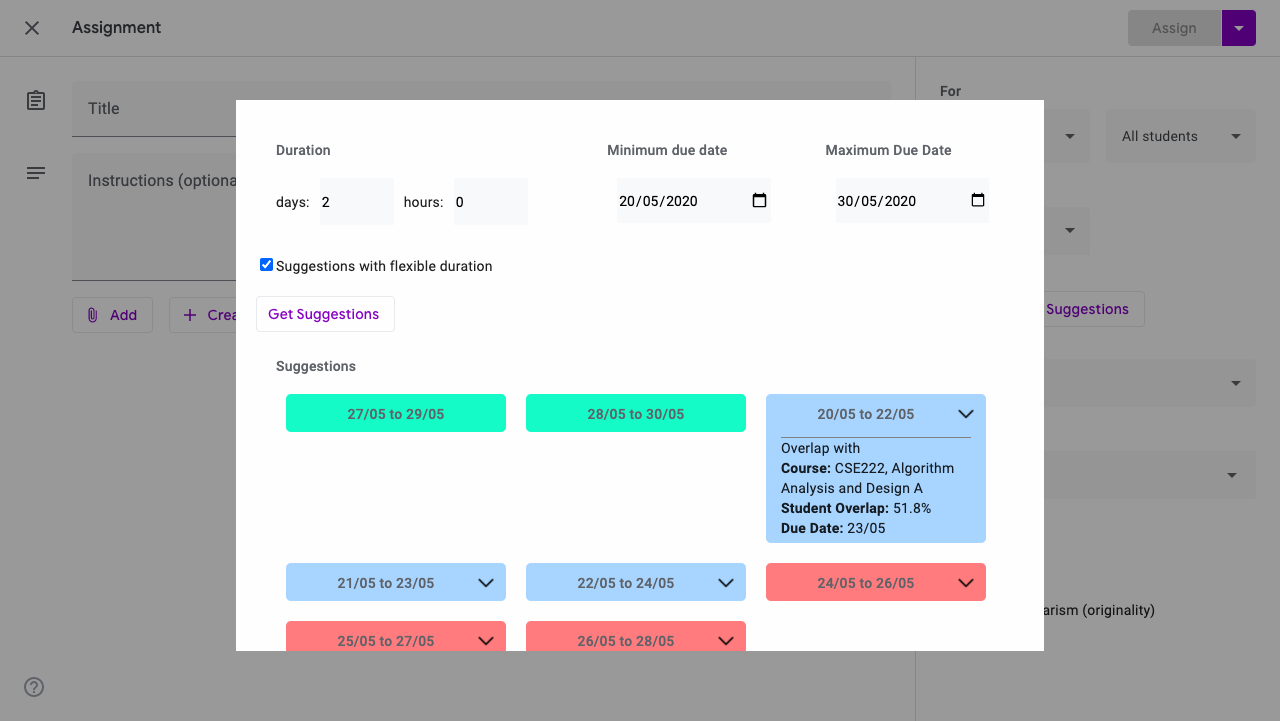 Assignment
Assign
Title
Instructions (optiona
Add
Crea
For
All students
Suggestions
arism (originality)
Duration
Minimum due date
Maximum Due Date
days: 2 hours: 0
20/05/2020
30/05/2020
Suggestions with flexible duration
Get Suggestions
Suggestions
27/05 to 29/05
28/05 to 30/05
20/05 to 22/05
Overlap with
Course: CSE222, Algorithm
Analysis and Design A
Student Overlap: 51.8%
Due Date: 23/05
21/05 to 23/05
22/05 to 24/05
24/05 to 26/05
25/05 to 27/05
26/05 to 28/05